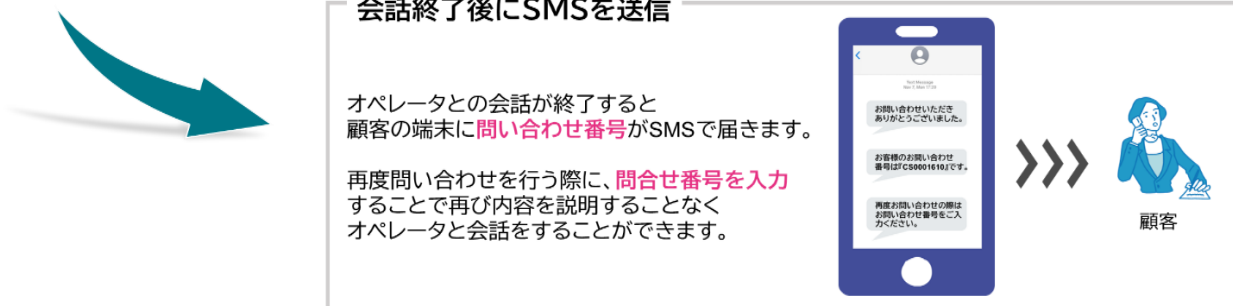 会話終了後にSMSを送信
オペレータとの会話が終了すると
顧客の端末に問い合わせ番号がSMSで届きます。
再度問い合わせを行う際に、問合せ番号を入力
することで再び内容を説明することなく
オペレータと会話をすることができます。
Text Message
お問い合わせいただき
ありがとうございました。
お客様のお問い合わせ
番号は『CS0001610』です。
再度お問い合わせの際は
お問い合わせ番号をご入
力ください。
顧客